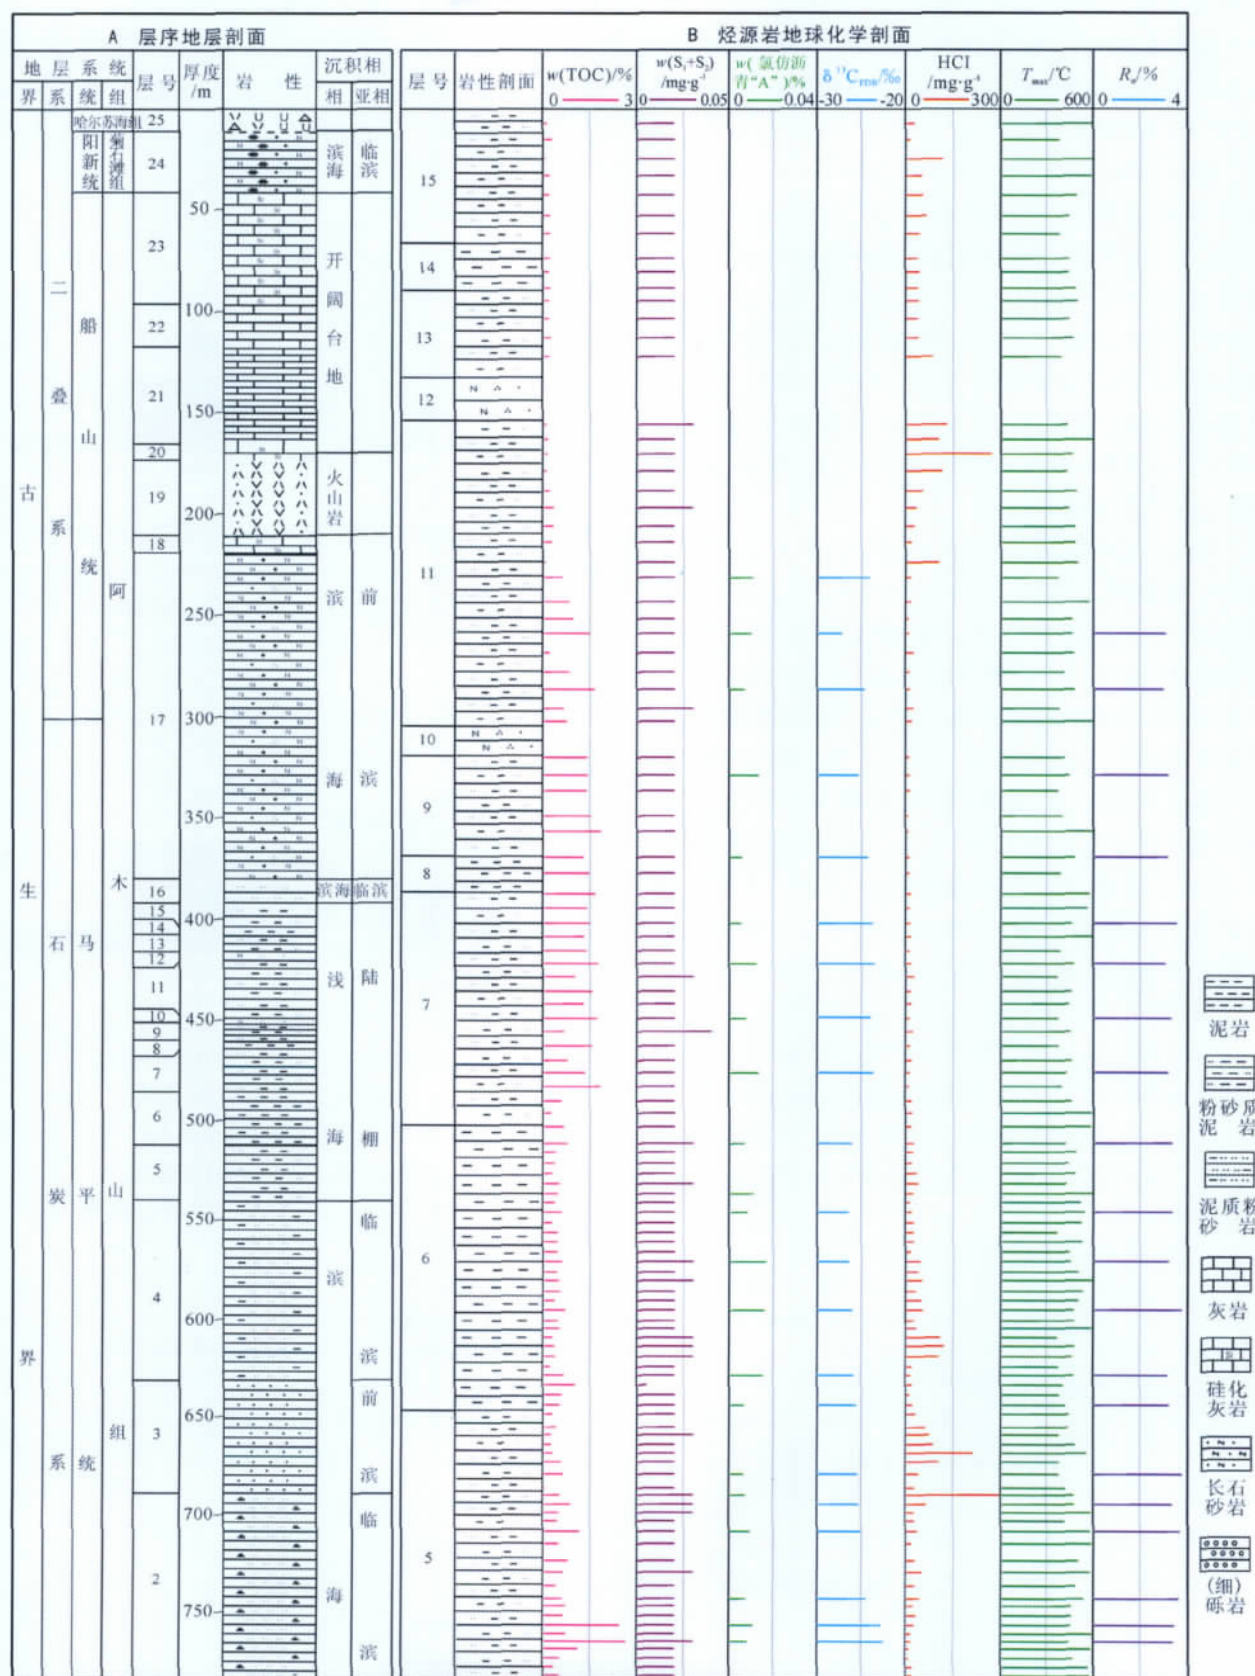 A 层序地层剖面
B 烃源岩地球化学剖面
地层系统
层号
厚度/m
岩性
沉积相
界
系
统
组
相
亚相
层号
岩性剖面
w(TOC)/%
0 3
w(S₁+S₂)/mg·g⁻¹
0 0.05
w(氯仿沥青“A”)/%
0 0.04
δ¹³C_PDB/‰
-30 -20
HCI/mg·g⁻¹
0 300
T_max/℃
0 600
R_o/%
0 4
古生界
二叠系
石炭系
阳新统
船山统
马平统
哈尔苏海组
菊石滩组
阿木山组
25
24
23
22
21
20
19
18
17
16
15
14
13
12
11
10
9
8
7
6
5
4
3
2
50
100
150
200
250
300
350
400
450
500
550
600
650
700
750
滨海
临滨
开阔台地
火山岩
滨海
前滨
滨海
临滨
浅海
陆棚
滨海
临滨
前滨
临滨
15
14
13
12
11
10
9
8
7
6
5
泥岩
粉砂质
泥岩
泥质粉
砂岩
灰岩
硅化
灰岩
长石
砂岩
(细)
砾岩